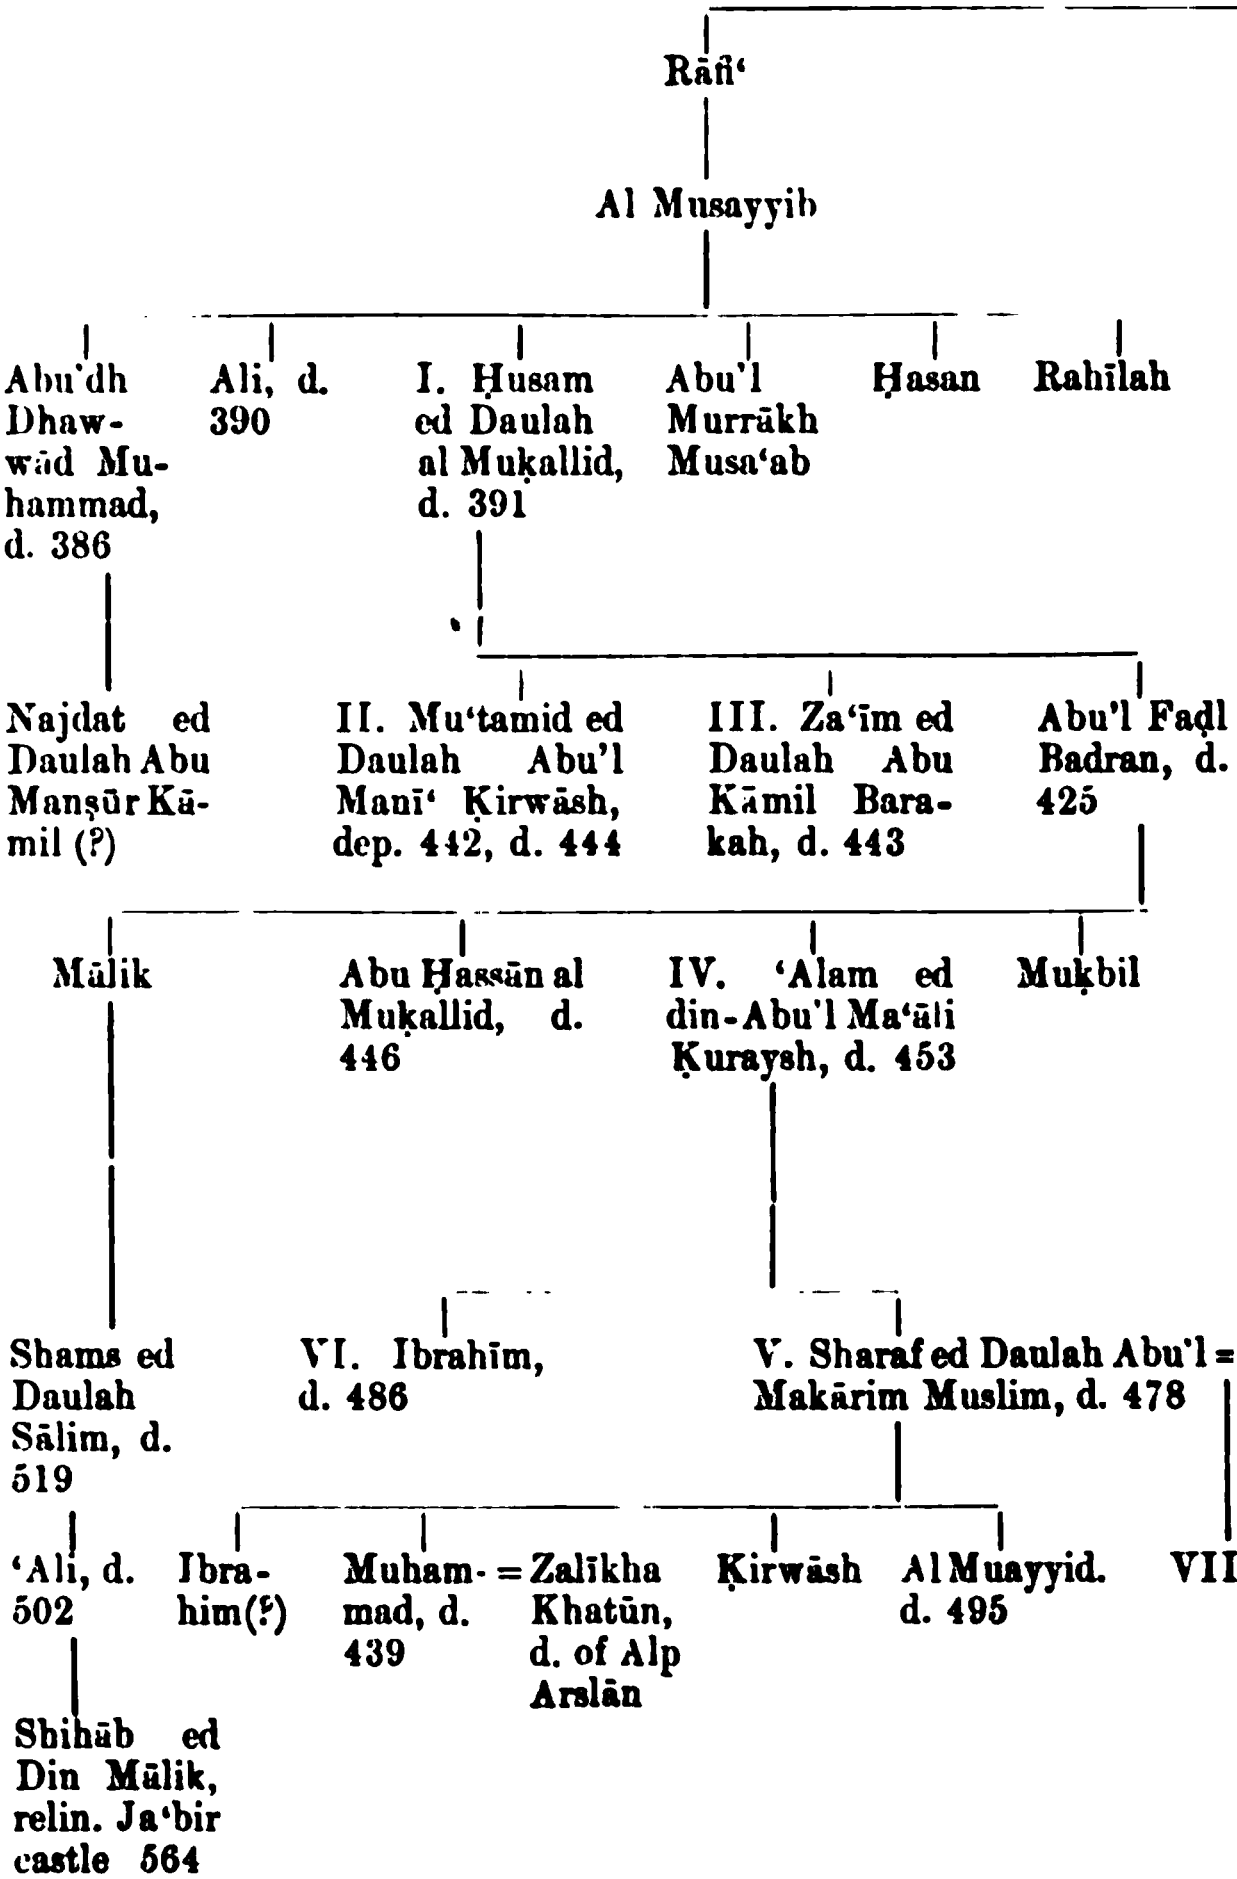 Rāfi‘
Al Musayyib
Abu'dh
Dhaw-
wād Mu-
hammad,
d. 386
Ali, d.
390
I. Ḥusam
ed Daulah
al Muḳallid,
d. 391
Abu'l
Murrākh
Musa‘ab
Ḥasan
Rahīlah
Najdat ed
Daulah Abu
Manṣūr Kā-
mil (?)
II. Mu‘tamid ed
Daulah Abu'l
Manī‘ Ḳirwāsh,
dep. 442, d. 444
III. Za‘īm ed
Daulah Abu
Kāmil Bara-
kah, d. 443
Abu'l Faḍl
Badran, d.
425
Mālik
Abu Ḥassān al
Muḳallid, d.
446
IV. ‘Alam ed
din-Abu'l Ma‘āli
Ḳuraysh, d. 453
Muḳbil
Shams ed
Daulah
Sālim, d.
519
VI. Ibrahīm,
d. 486
V. Sharaf ed Daulah Abu'l =
Makārim Muslim, d. 478
‘Ali, d.
502
Ibra-
him(?)
Muham- =
mad, d.
439
Zalīkha
Khatūn,
d. of Alp
Arslān
Ḳirwāsh
Al Muayyid.
d. 495
VII
Shihāb ed
Din Mālik,
relin. Ja‘bir
castle 564